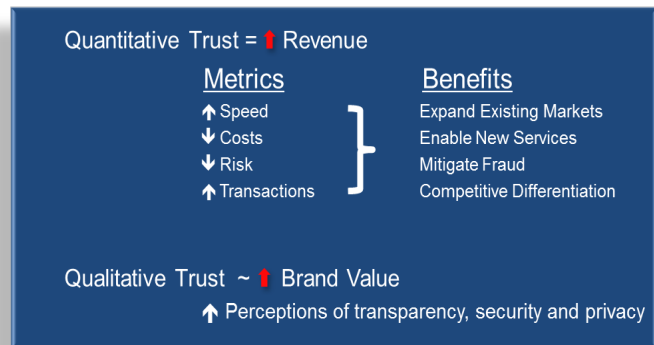 Quantitative Trust = ⬆ Revenue
Metrics
Benefits
↑ Speed
Expand Existing Markets
↓ Costs
Enable New Services
↓ Risk
Mitigate Fraud
↑ Transactions
Competitive Differentiation
Qualitative Trust ~ ⬆ Brand Value
↑ Perceptions of transparency, security and privacy